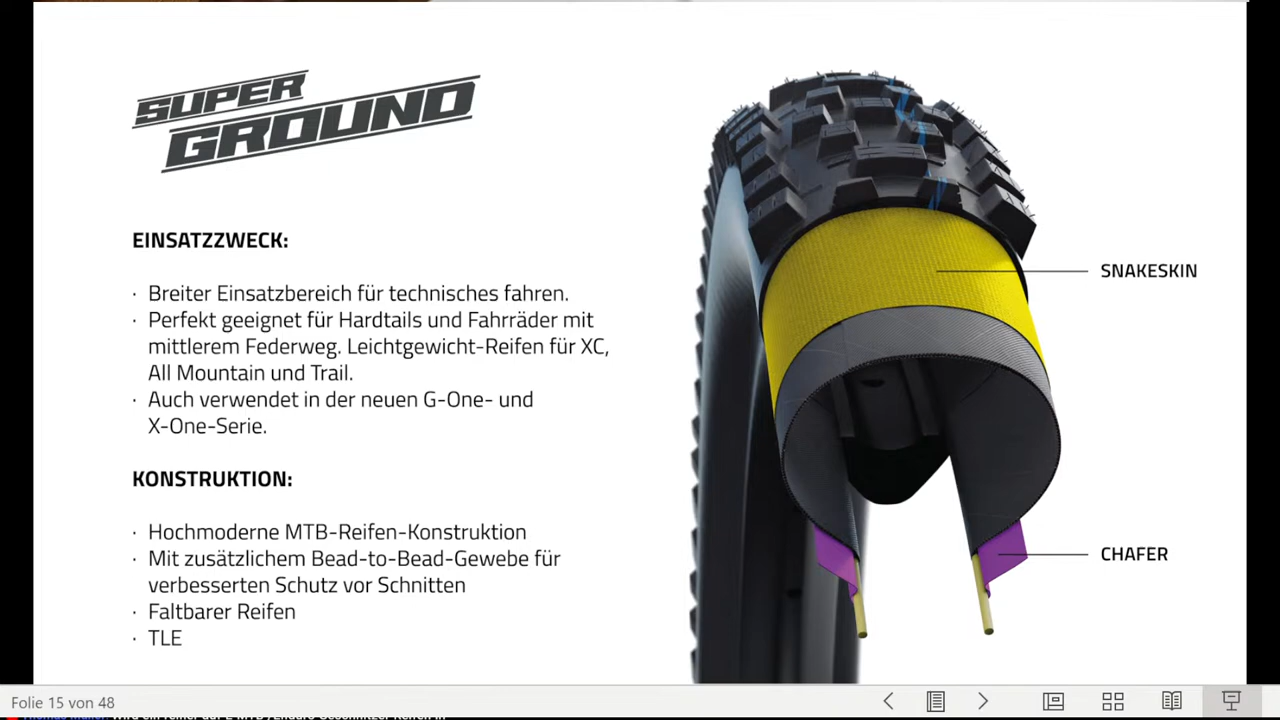 SUPER
GROUND
EINSATZZWECK:
· Breiter Einsatzbereich für technisches fahren.
· Perfekt geeignet für Hardtails und Fahrräder mit
mittlerem Federweg. Leichtgewicht-Reifen für XC,
All Mountain und Trail.
· Auch verwendet in der neuen G-One- und
X-One-Serie.
KONSTRUKTION:
· Hochmoderne MTB-Reifen-Konstruktion
· Mit zusätzlichem Bead-to-Bead-Gewebe für
verbesserten Schutz vor Schnitten
· Faltbarer Reifen
· TLE
SNAKESKIN
CHAFER
Folie 15 von 48